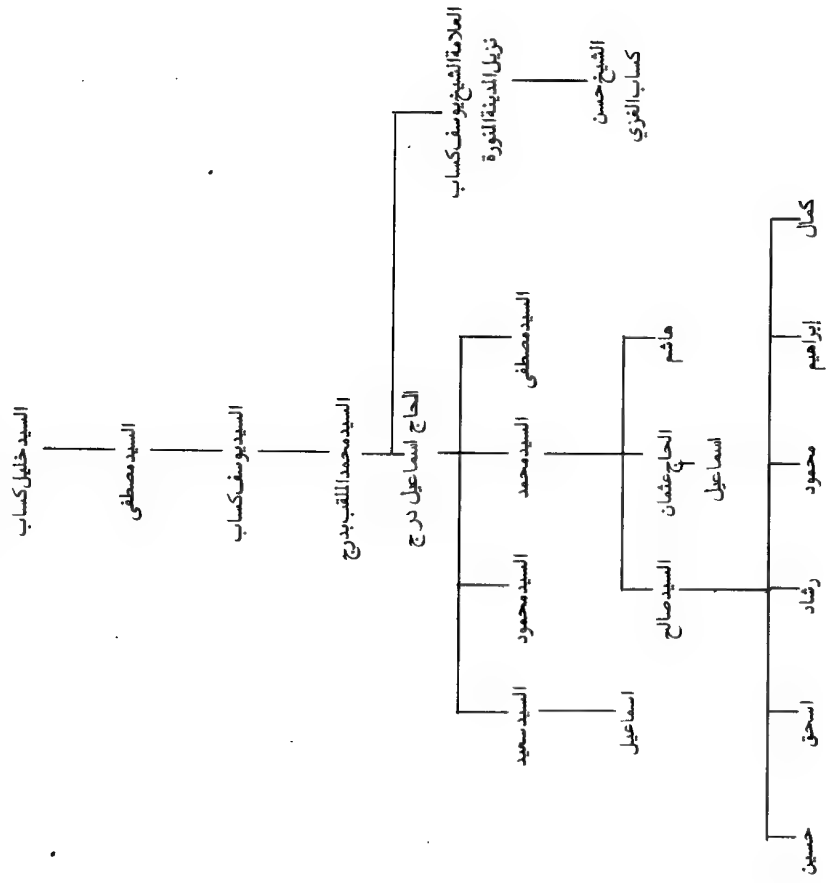 السيد خليل كساب
السيد مصطفى
السيد يوسف كساب
السيد محمد الملقب بدرج
العلامة الشيخ يوسف كساب
نزيل المدينة المنورة
الشيخ حسن
كساب الغزي
الحاج اسماعيل درج
السيد مصطفى
السيد محمد
السيد محمود
السيد سعيد
هاشم
الحاج عثمان
اسماعيل
السيد صالح
اسماعيل
كمال
إبراهيم
محمود
رشاد
اسحق
حسين